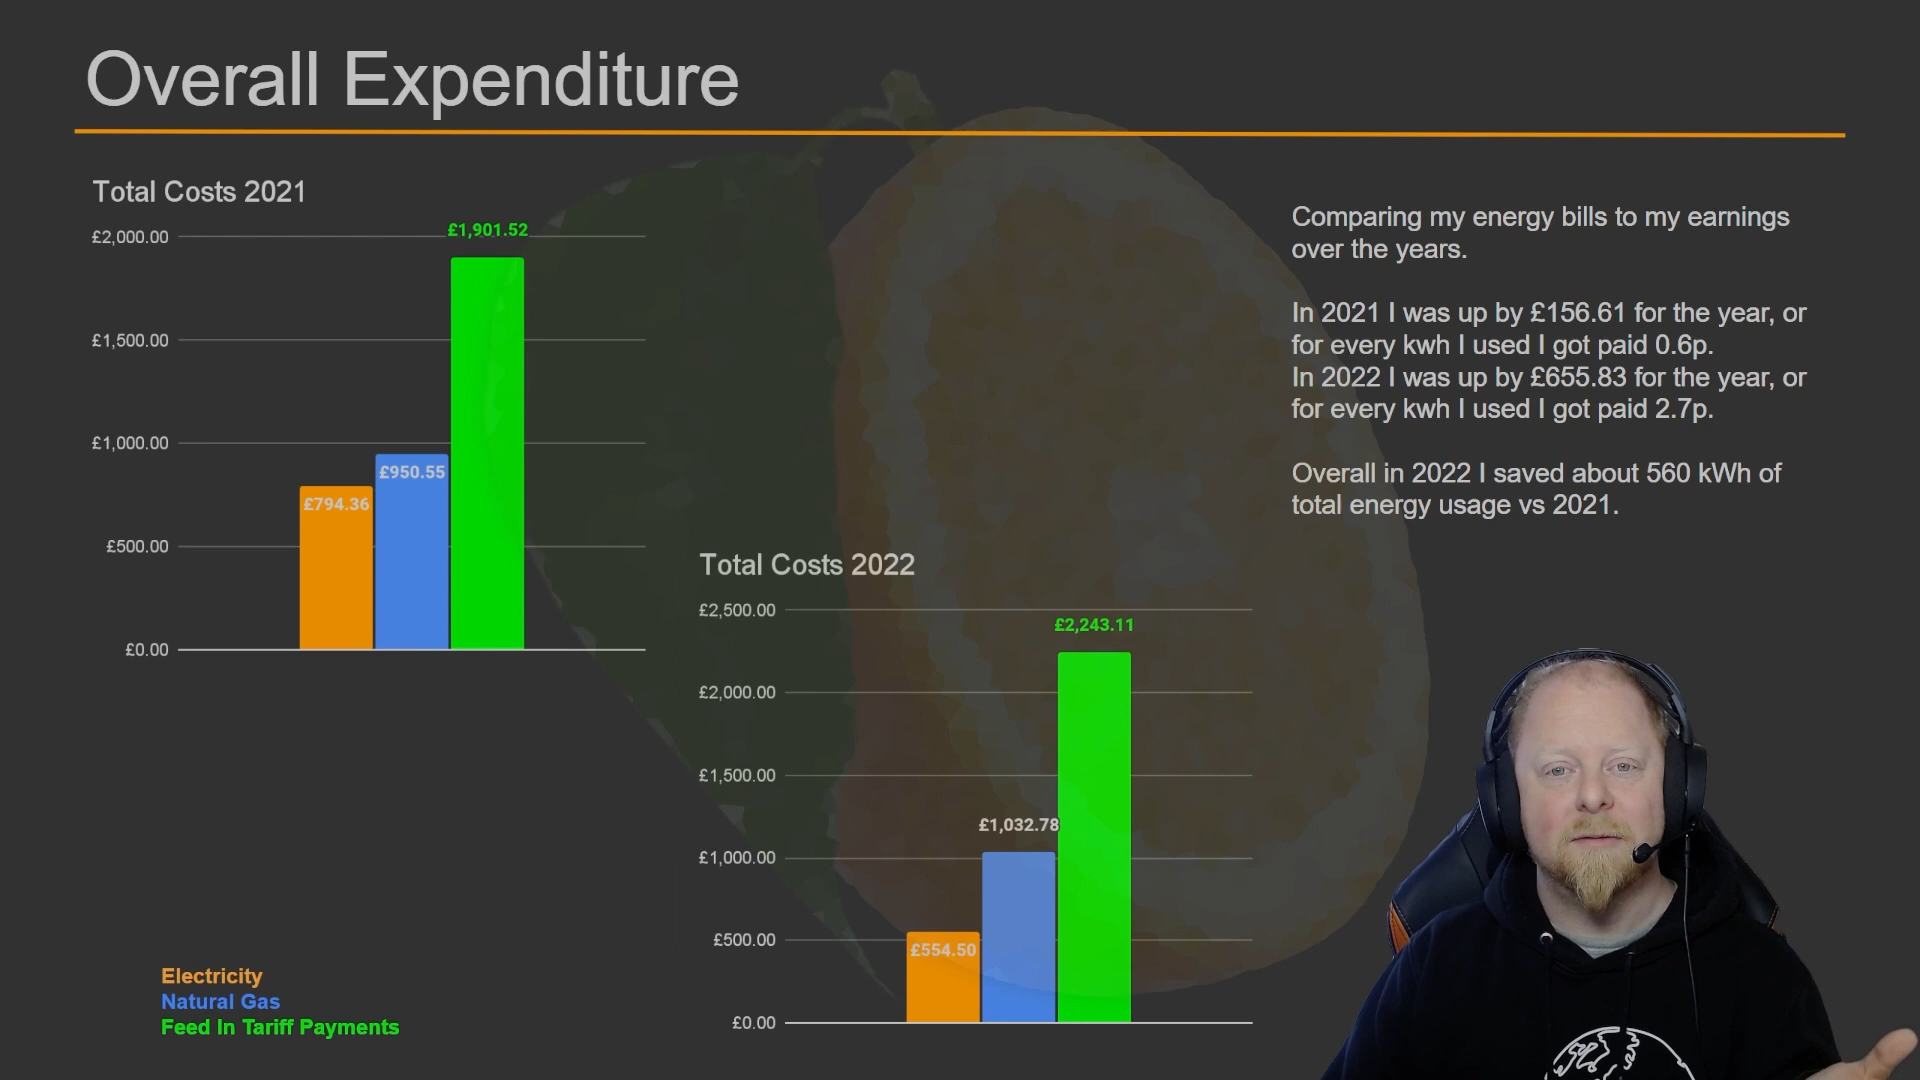 Overall Expenditure
Total Costs 2021
£2,000.00
£1,901.52
£1,500.00
£1,000.00
£950.55
£794.36
£500.00
£0.00
Comparing my energy bills to my earnings
over the years.
In 2021 I was up by £156.61 for the year, or
for every kwh I used I got paid 0.6p.
In 2022 I was up by £655.83 for the year, or
for every kwh I used I got paid 2.7p.
Overall in 2022 I saved about 560 kWh of
total energy usage vs 2021.
Total Costs 2022
£2,500.00
£2,243.11
£2,000.00
£1,500.00
£1,032.78
£1,000.00
£500.00
£554.50
£0.00
Electricity
Natural Gas
Feed In Tariff Payments